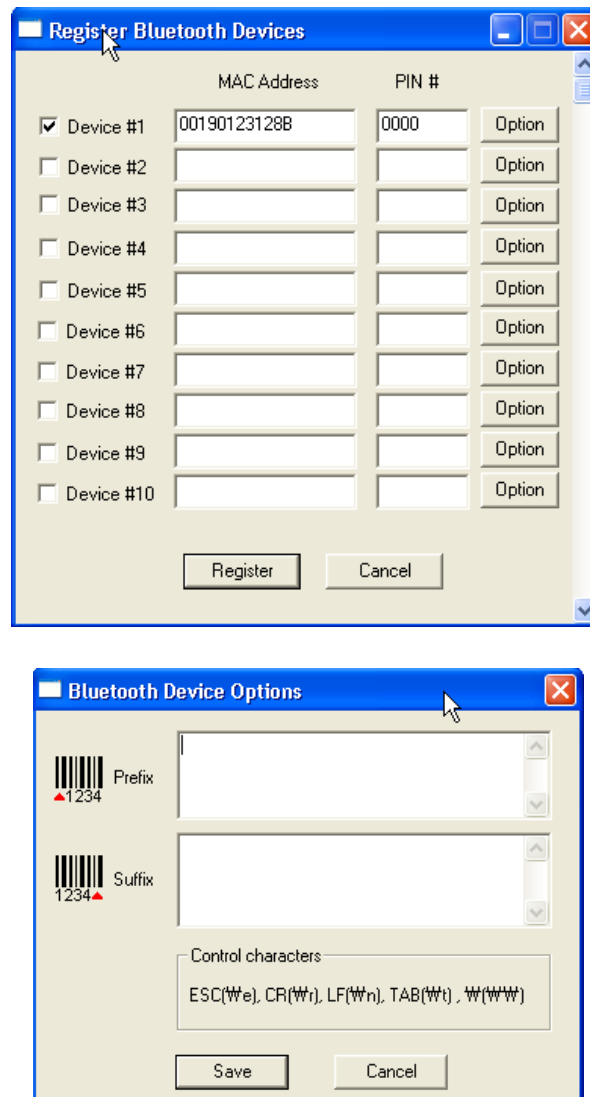 Register Bluetooth Devices
MAC Address PIN #
Device #1 00190123128B 0000 Option
Device #2 Option
Device #3 Option
Device #4 Option
Device #5 Option
Device #6 Option
Device #7 Option
Device #8 Option
Device #9 Option
Device #10 Option
Register Cancel
Bluetooth Device Options
1234 Prefix
1234 Suffix
Control characters
ESC(₩e), CR(₩r), LF(₩n), TAB(₩t) , ₩(₩₩)
Save Cancel